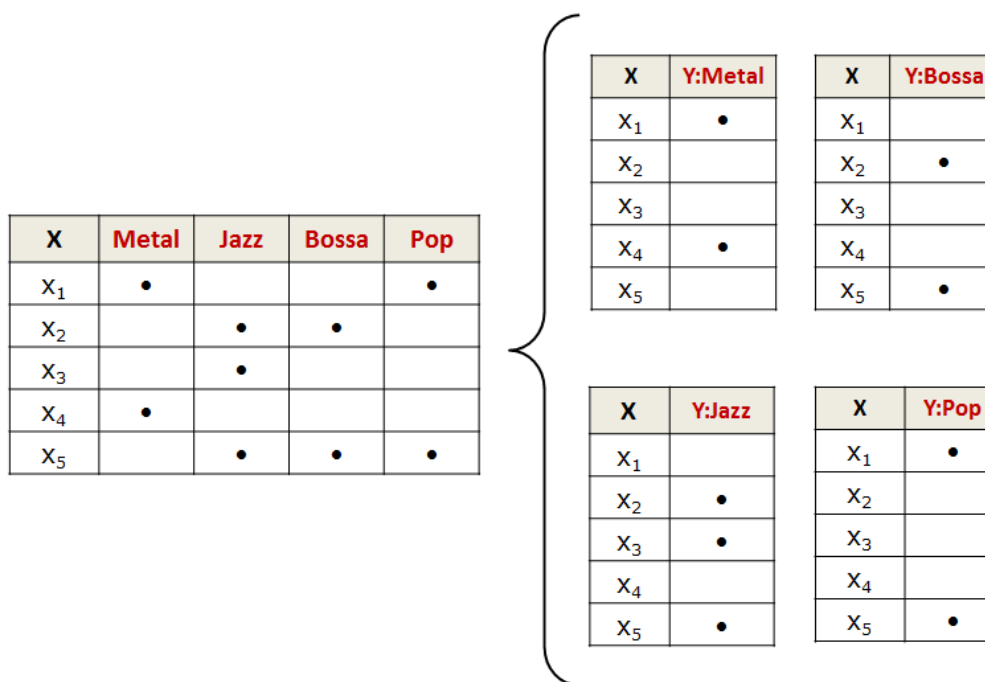 X Metal Jazz Bossa Pop
X1 • •
X2 • •
X3 •
X4 •
X5 • • •
X Y:Metal
X1 •
X2
X3
X4 •
X5
X Y:Bossa
X1
X2 •
X3
X4
X5 •
X Y:Jazz
X1
X2 •
X3 •
X4
X5 •
X Y:Pop
X1 •
X2
X3
X4
X5 •